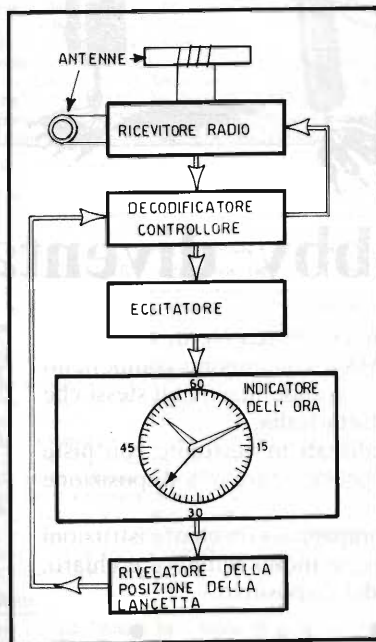 ANTENNE
RICEVITORE RADIO
DECODIFICATORE
CONTROLLORE
ECCITATORE
INDICATORE
DELL' ORA
60
45
15
30
RIVELATORE DELLA
POSIZIONE DELLA
LANCETTA